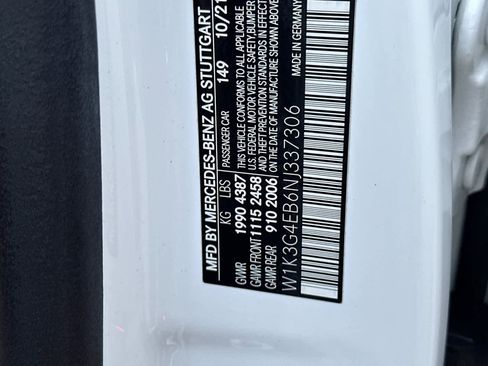 MFD BY MERCEDES-BENZ AG STUTTGART
PASSENGER CAR 149 10/21
KG LBS
GVWR 1990 4387
GAWR FRONT 1115 2458
GAWR REAR 910 2006
THIS VEHICLE CONFORMS TO ALL APPLICABLE
U.S. FEDERAL MOTOR VEHICLE SAFETY, BUMPER
AND THEFT PREVENTION STANDARDS IN EFFECT
ON THE DATE OF MANUFACTURE SHOWN ABOVE
MADE IN GERMANY
W1K3G4EB6NJ337306